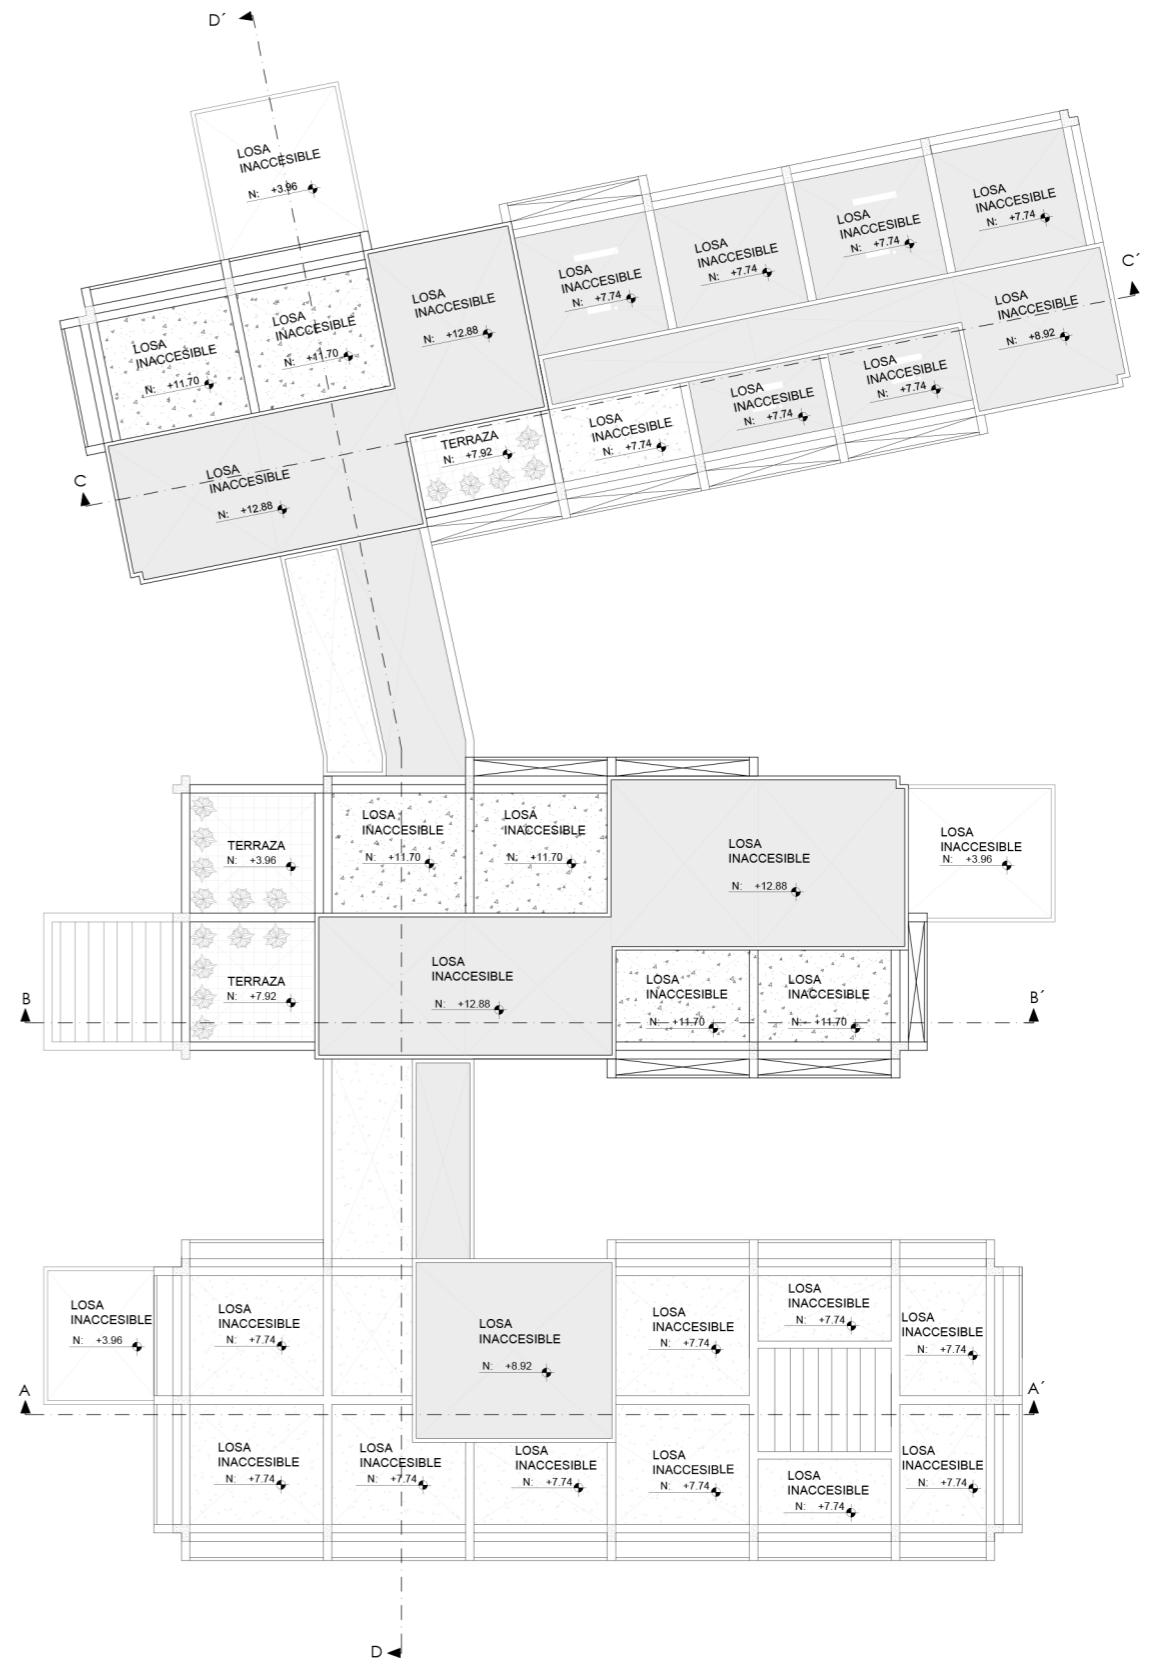 D´
LOSA
INACCESIBLE
N: +3.96
LOSA
INACCESIBLE
N: +7.74
LOSA
INACCESIBLE
N: +7.74
LOSA
INACCESIBLE
N: +7.74
LOSA
INACCESIBLE
N: +7.74
C´
LOSA
INACCESIBLE
N: +12.88
LOSA
INACCESIBLE
N: +8.92
LOSA
INACCESIBLE
N: +11.70
LOSA
INACCESIBLE
N: +11.70
LOSA
INACCESIBLE
N: +7.74
LOSA
INACCESIBLE
N: +7.74
LOSA
INACCESIBLE
N: +7.74
TERRAZA
N: +7.92
C
LOSA
INACCESIBLE
N: +12.88
TERRAZA
N: +3.96
LOSA
INACCESIBLE
N: +11.70
LOSA
INACCESIBLE
N: +11.70
LOSA
INACCESIBLE
N: +12.88
LOSA
INACCESIBLE
N: +3.96
TERRAZA
N: +7.92
LOSA
INACCESIBLE
N: +12.88
LOSA
INACCESIBLE
N: +11.70
LOSA
INACCESIBLE
N: +11.70
B
B´
LOSA
INACCESIBLE
N: +3.96
LOSA
INACCESIBLE
N: +7.74
LOSA
INACCESIBLE
N: +8.92
LOSA
INACCESIBLE
N: +7.74
LOSA
INACCESIBLE
N: +7.74
LOSA
INACCESIBLE
N: +7.74
A
A´
LOSA
INACCESIBLE
N: +7.74
LOSA
INACCESIBLE
N: +7.74
LOSA
INACCESIBLE
N: +7.74
LOSA
INACCESIBLE
N: +7.74
LOSA
INACCESIBLE
N: +7.74
LOSA
INACCESIBLE
N: +7.74
D